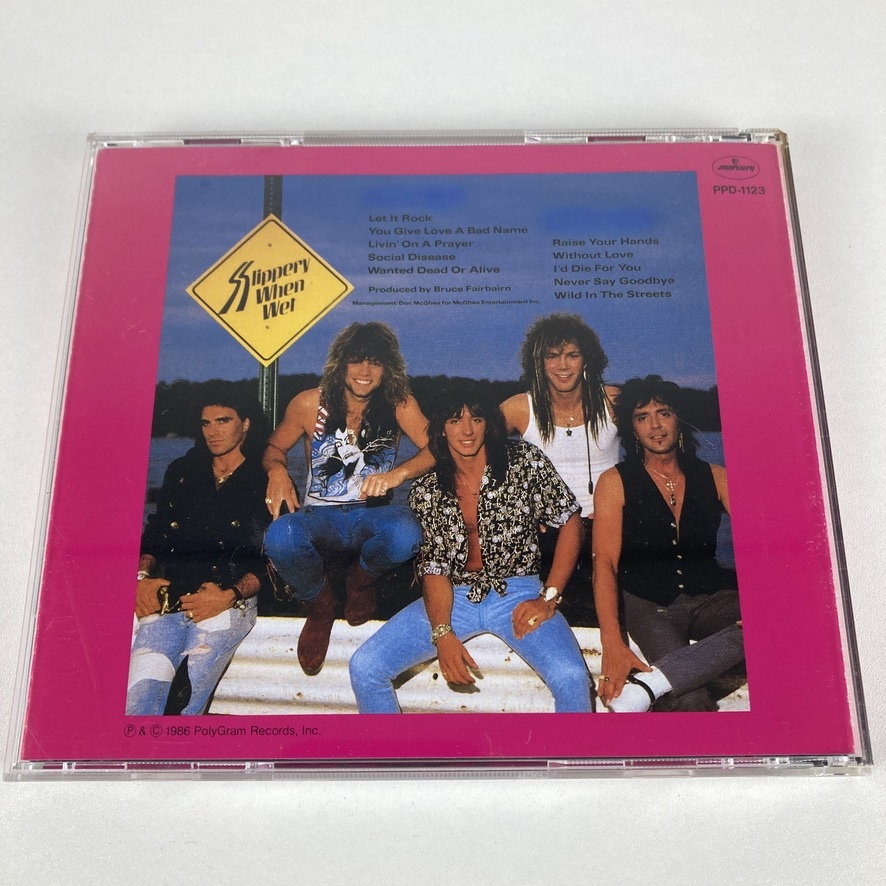 mercury
PPD-1123
Let It Rock
You Give Love A Bad Name
Livin' On A Prayer
Social Disease
Wanted Dead Or Alive
Produced by Bruce Fairbairn
Management: Doc McGhee for McGhee Entertainment Inc.
Raise Your Hands
Without Love
I'd Die For You
Never Say Goodbye
Wild In The Streets
Slippery
When
Wet
Ⓟ & © 1986 PolyGram Records, Inc.